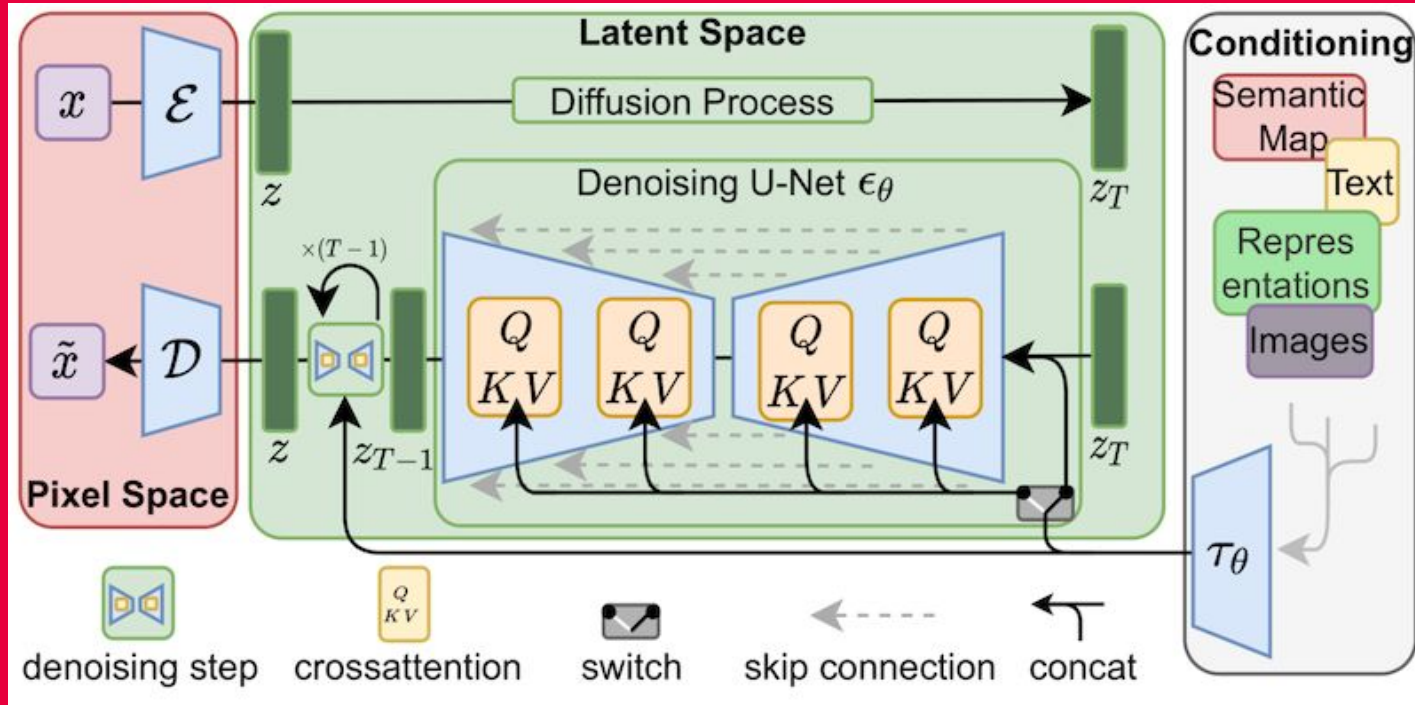 Latent Space
Conditioning
x
ℰ
Diffusion Process
Semantic
Map
z
Denoising U-Net ϵ_θ
z_T
Text
×(T − 1)
Repres
entations
Images
x̃
𝒟
Q
K V
Q
K V
Q
K V
Q
K V
z
z_{T−1}
z_T
Pixel Space
τ_θ
Q
K V
denoising step
crossattention
switch
skip connection
concat